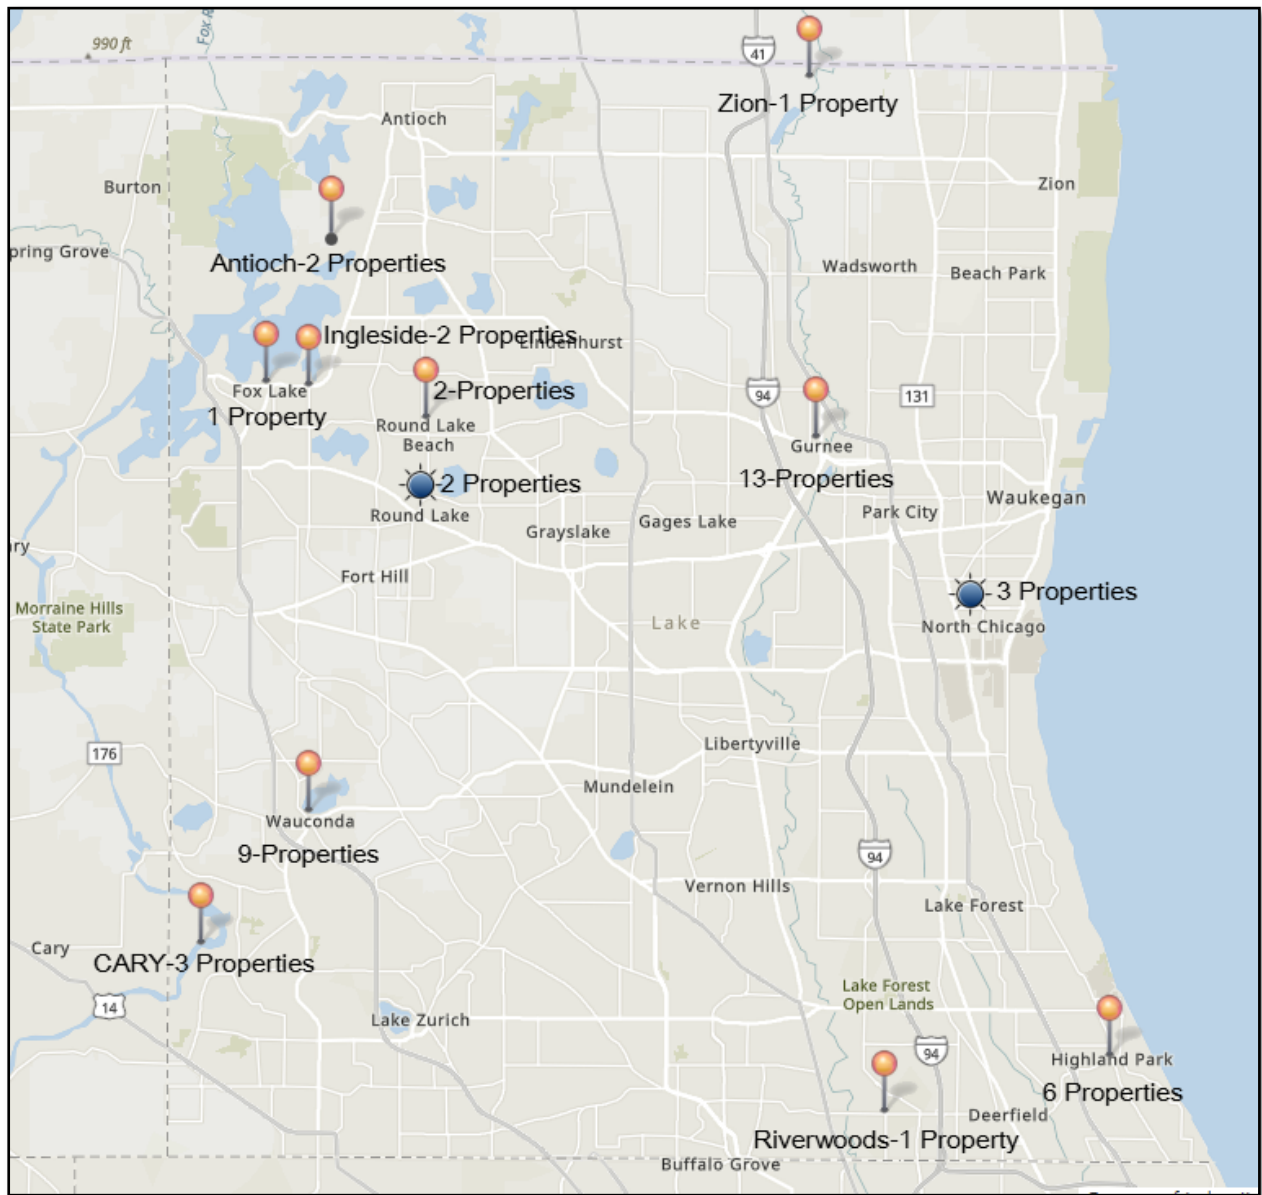 990 ft
Fox R
41
Zion-1 Property
Antioch
Burton
Zion
pring Grove
Antioch-2 Properties
Wadsworth
Beach Park
Ingleside-2 Properties
Lindenhurst
Fox Lake
1 Property
2-Properties
94
131
Round Lake
Beach
Gurnee
13-Properties
2 Properties
Round Lake
Waukegan
Park City
Gages Lake
Grayslake
ry
Fort Hill
3 Properties
North Chicago
Morraine Hills
State Park
Lake
176
Libertyville
Mundelein
Wauconda
9-Properties
94
Vernon Hills
Lake Forest
Cary
CARY-3 Properties
14
Lake Forest
Open Lands
Lake Zurich
94
Highland Park
6 Properties
Deerfield
Riverwoods-1 Property
Buffalo Grove